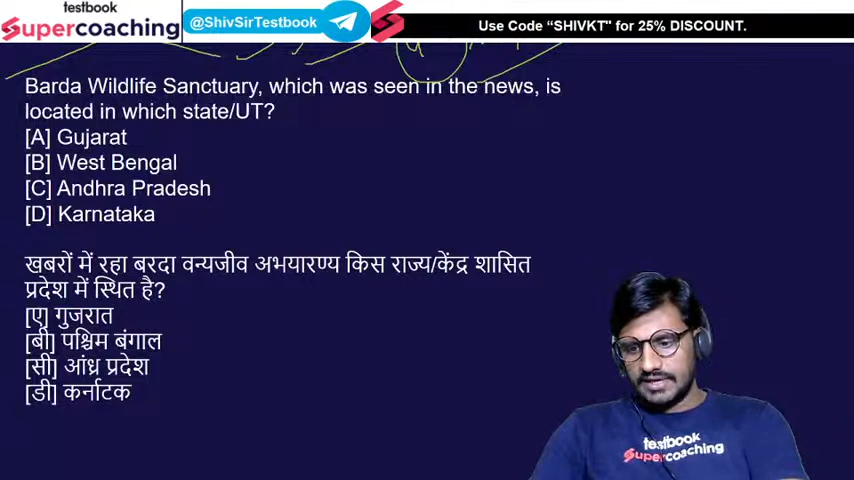 testbook
Supercoaching
@ShivSirTestbook
Use Code “SHIVKT" for 25% DISCOUNT.
Barda Wildlife Sanctuary, which was seen in the news, is
located in which state/UT?
[A] Gujarat
[B] West Bengal
[C] Andhra Pradesh
[D] Karnataka
खबरों में रहा बरदा वन्यजीव अभयारण्य किस राज्य/केंद्र शासित
प्रदेश में स्थित है?
[ए] गुजरात
[बी] पश्चिम बंगाल
[सी] आंध्र प्रदेश
[डी] कर्नाटक
testbook
Supercoaching